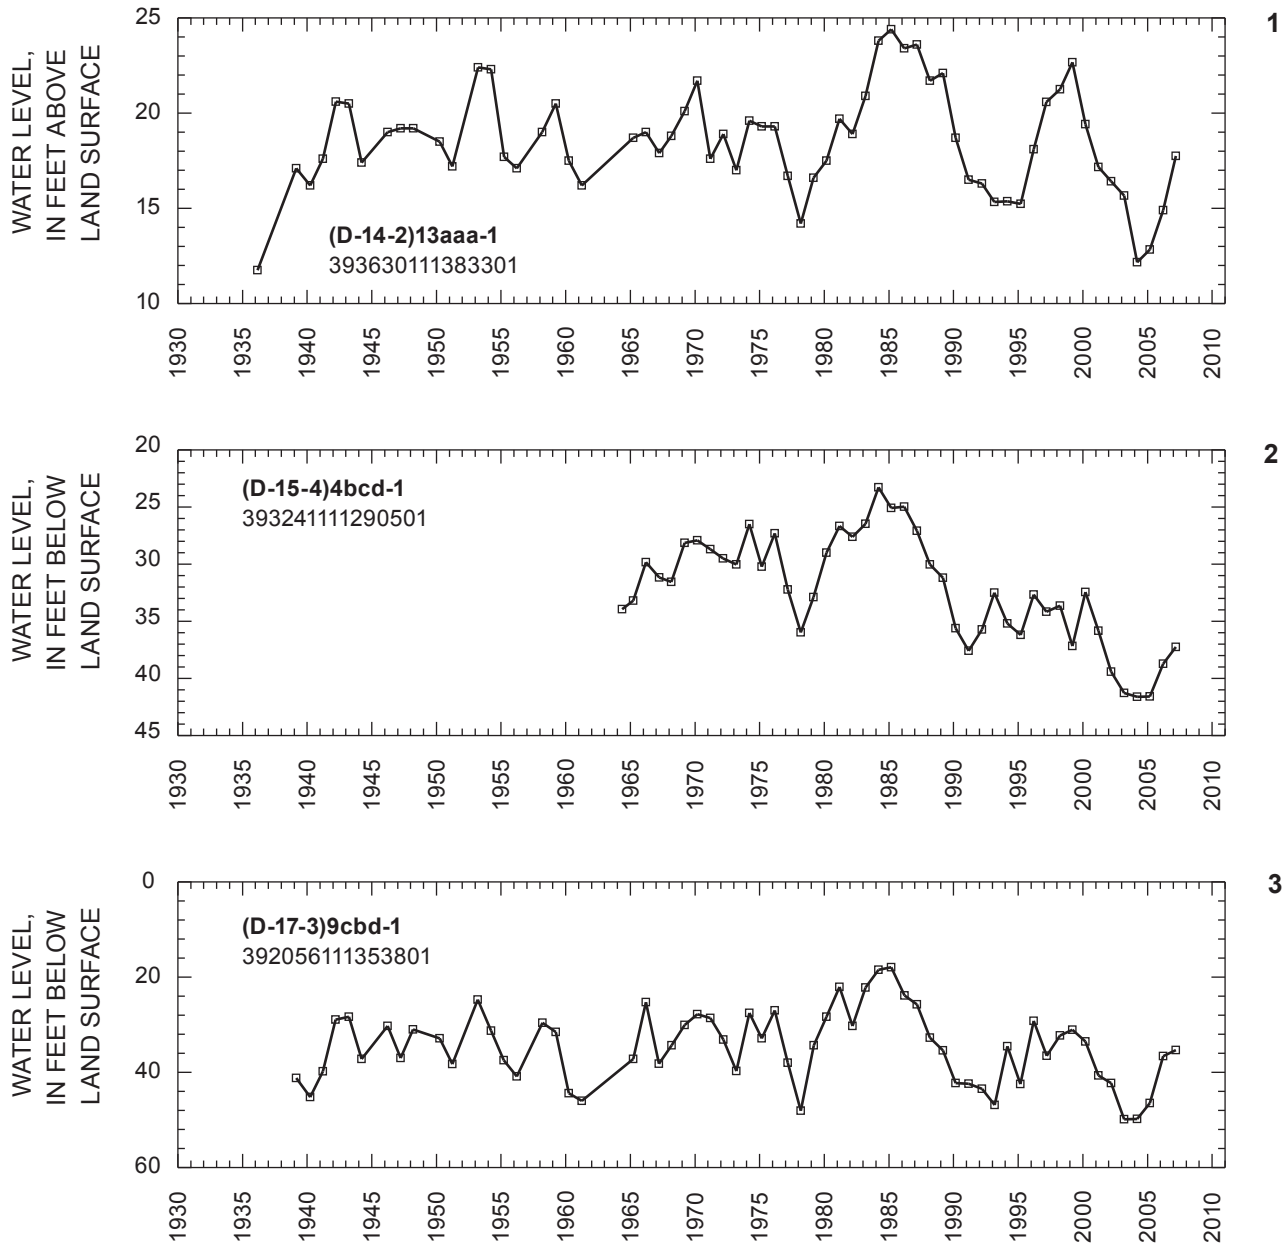 1
WATER LEVEL,
IN FEET ABOVE
LAND SURFACE
25
20
15
10
(D-14-2)13aaa-1
393630111383301
1930 1935 1940 1945 1950 1955 1960 1965 1970 1975 1980 1985 1990 1995 2000 2005 2010
2
WATER LEVEL,
IN FEET BELOW
LAND SURFACE
20
25
30
35
40
45
(D-15-4)4bcd-1
393241111290501
1930 1935 1940 1945 1950 1955 1960 1965 1970 1975 1980 1985 1990 1995 2000 2005 2010
3
WATER LEVEL,
IN FEET BELOW
LAND SURFACE
0
20
40
60
(D-17-3)9cbd-1
392056111353801
1930 1935 1940 1945 1950 1955 1960 1965 1970 1975 1980 1985 1990 1995 2000 2005 2010